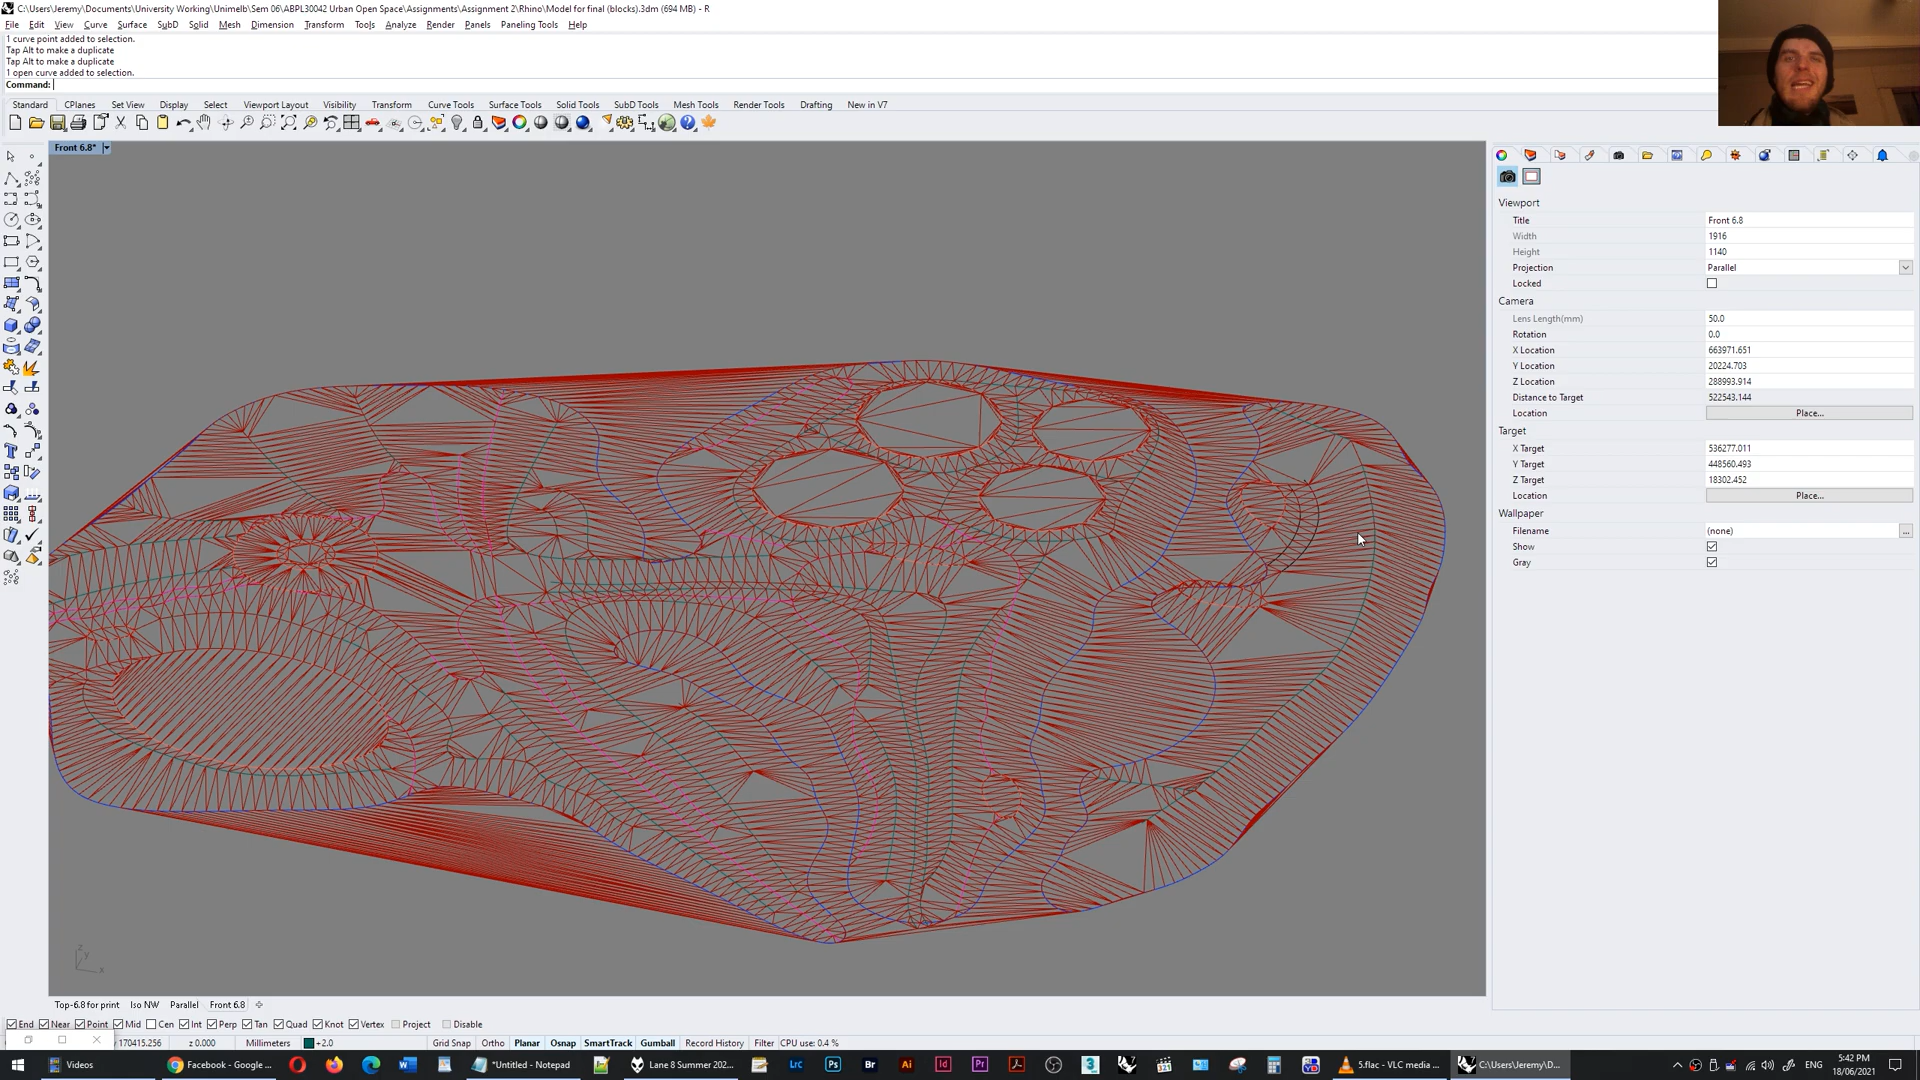 C:\Users\Jeremy\Documents\University Working\Unimelb\Sem 06\ABPL30042 Urban Open Space\Assignments\Assignment 2\Rhino\Model for final (blocks).3dm (694 MB) - R
File Edit View Curve Surface SubD Solid Mesh Dimension Transform Tools Analyze Render Panels Paneling Tools Help
1 curve point added to selection.
Tap Alt to make a duplicate
Tap Alt to make a duplicate
1 open curve added to selection.
Command:
Standard CPlanes Set View Display Select Viewport Layout Visibility Transform Curve Tools Surface Tools Solid Tools SubD Tools Mesh Tools Render Tools Drafting New in V7
Front 6.8*
Viewport
Title Front 6.8
Width 1916
Height 1140
Projection Parallel
Locked
Camera
Lens Length(mm) 50.0
Rotation 0.0
X Location 663971.651
Y Location 20224.703
Z Location 288993.914
Distance to Target 522543.144
Location Place...
Target
X Target 536277.011
Y Target 448560.493
Z Target 18302.452
Location Place...
Wallpaper
Filename (none) ...
Show
Gray
z
y
x
Top-6.8 for print Iso NW Parallel Front 6.8
End Near Point Mid Cen Int Perp Tan Quad Knot Vertex Project Disable
170415.256 z 0.000 Millimeters +2.0 Grid Snap Ortho Planar Osnap SmartTrack Gumball Record History Filter CPU use: 0.4 %
Videos Facebook - Google ... *Untitled - Notepad Lane 8 Summer 202... Lrc Ps Br Ai Id Pr 3 5.flac - VLC media ... C:\Users\Jeremy\D... ENG 5:42 PM
18/06/2021